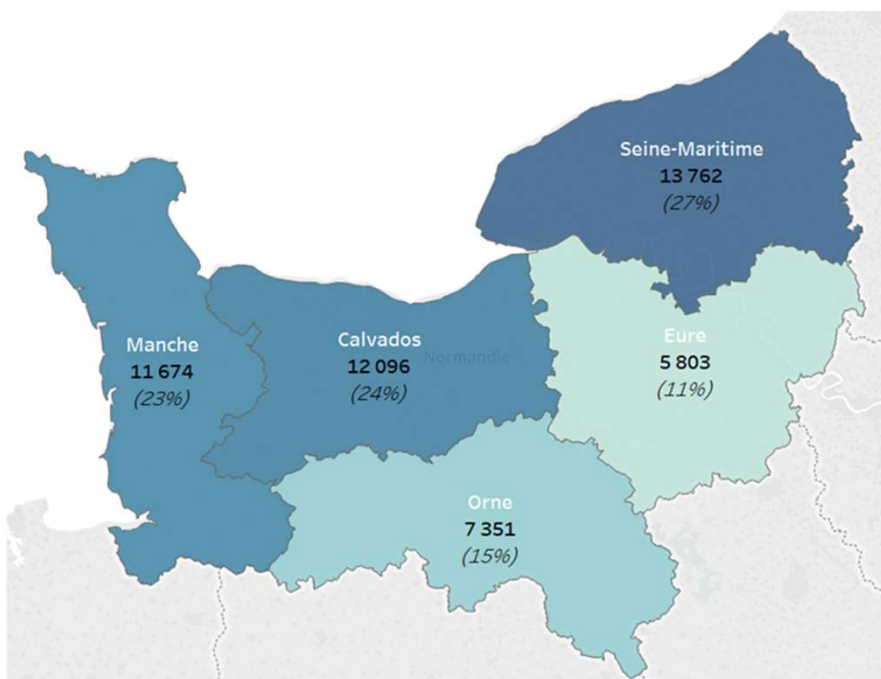 Seine-Maritime
13 762
(27%)
Manche
11 674
(23%)
Calvados
Normandie
12 096
(24%)
Eure
5 803
(11%)
Orne
7 351
(15%)